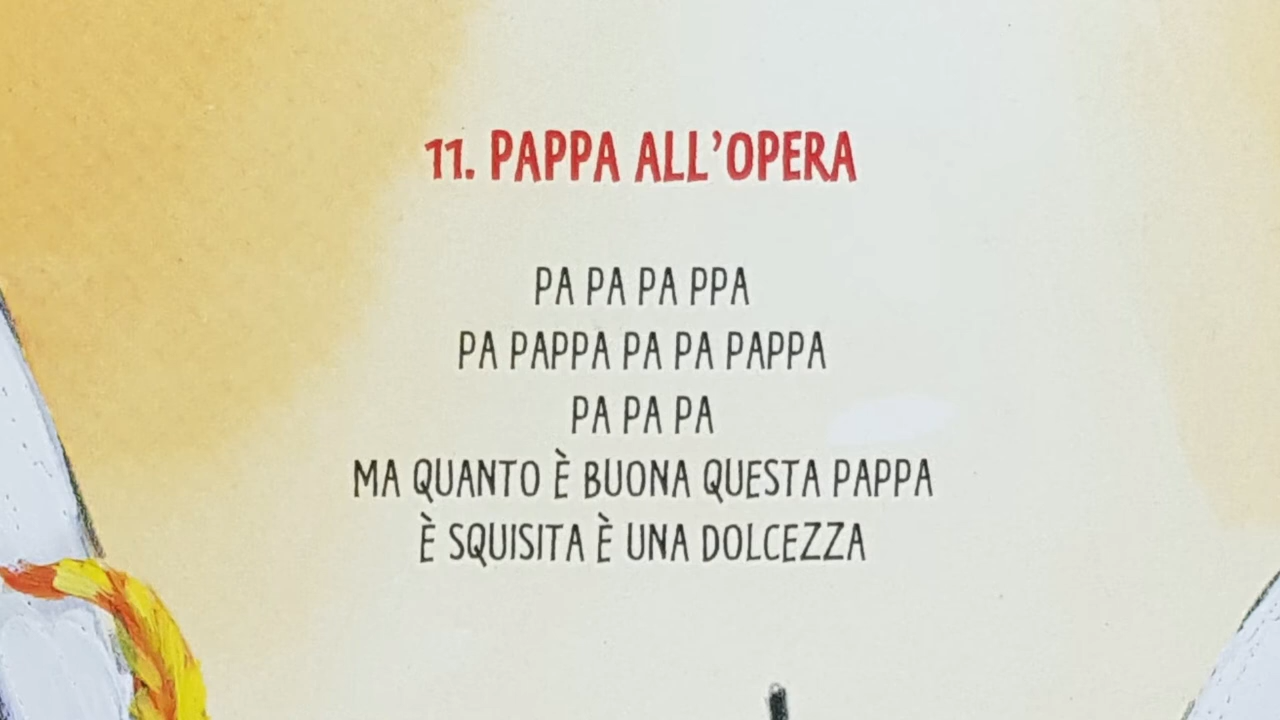 11. PAPPA ALL'OPERA
PA PA PA PPA
PA PAPPA PA PA PAPPA
PA PA PA
MA QUANTO È BUONA QUESTA PAPPA
È SQUISITA È UNA DOLCEZZA